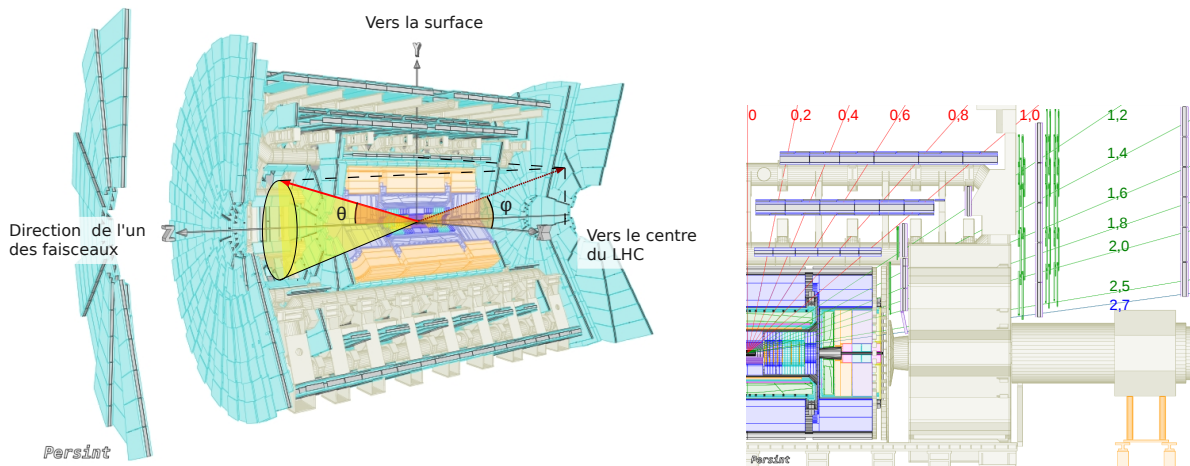 Vers la surface
Y
Direction de l'un
des faisceaux
Z
θ
φ
Vers le centre
du LHC
Persint
0
0,2
0,4
0,6
0,8
1,0
1,2
1,4
1,6
1,8
2,0
2,5
2,7
Persint